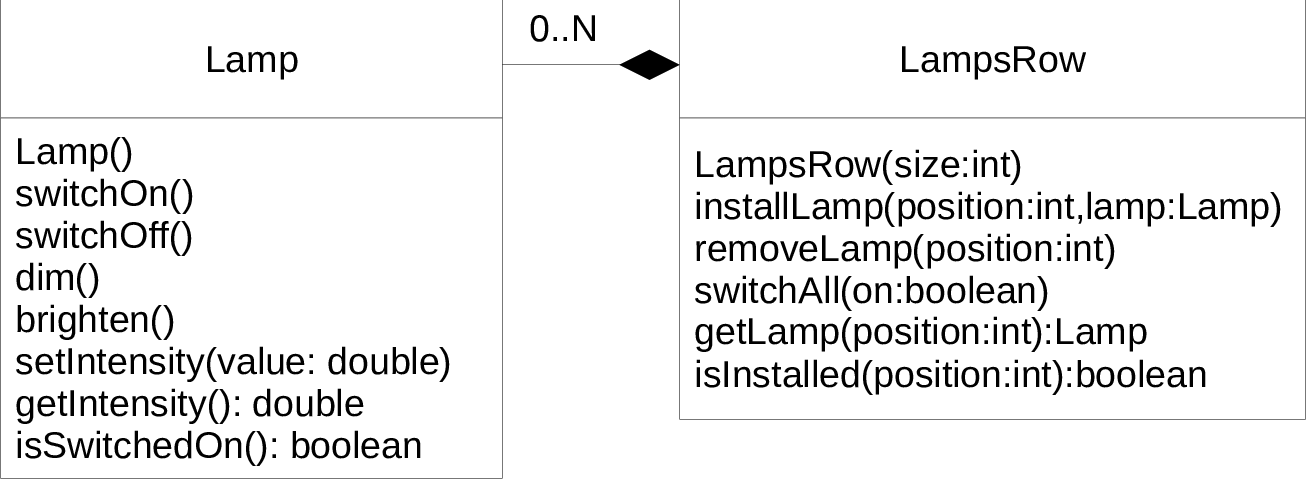 Lamp
Lamp()
switchOn()
switchOff()
dim()
brighten()
setIntensity(value: double)
getIntensity(): double
isSwitchedOn(): boolean
0..N
LampsRow
LampsRow(size:int)
installLamp(position:int,lamp:Lamp)
removeLamp(position:int)
switchAll(on:boolean)
getLamp(position:int):Lamp
isInstalled(position:int):boolean